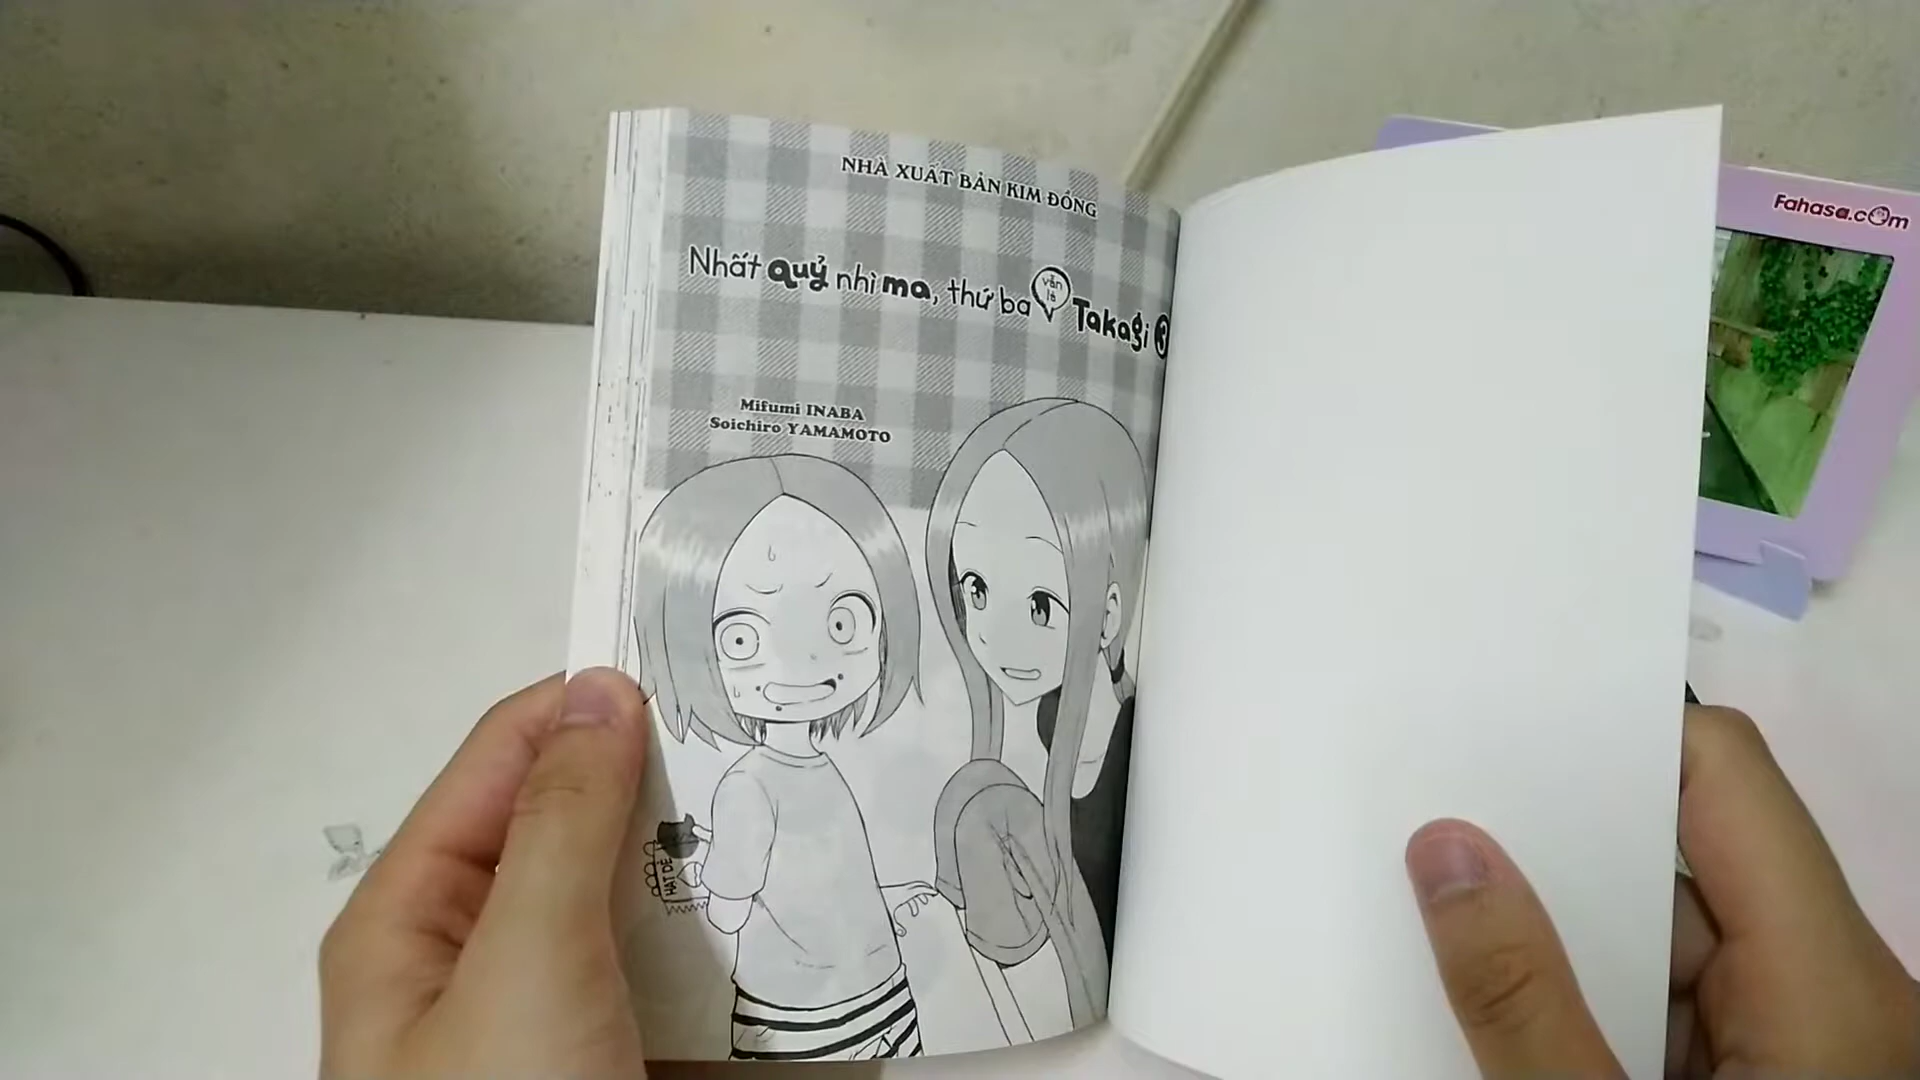 NHÀ XUẤT BẢN KIM ĐỒNG
Nhất quỷ nhì ma, thứ ba vẫn là Takagi 3
Mifumi INABA
Soichiro YAMAMOTO
HẠT DẺ
Fahasa.com